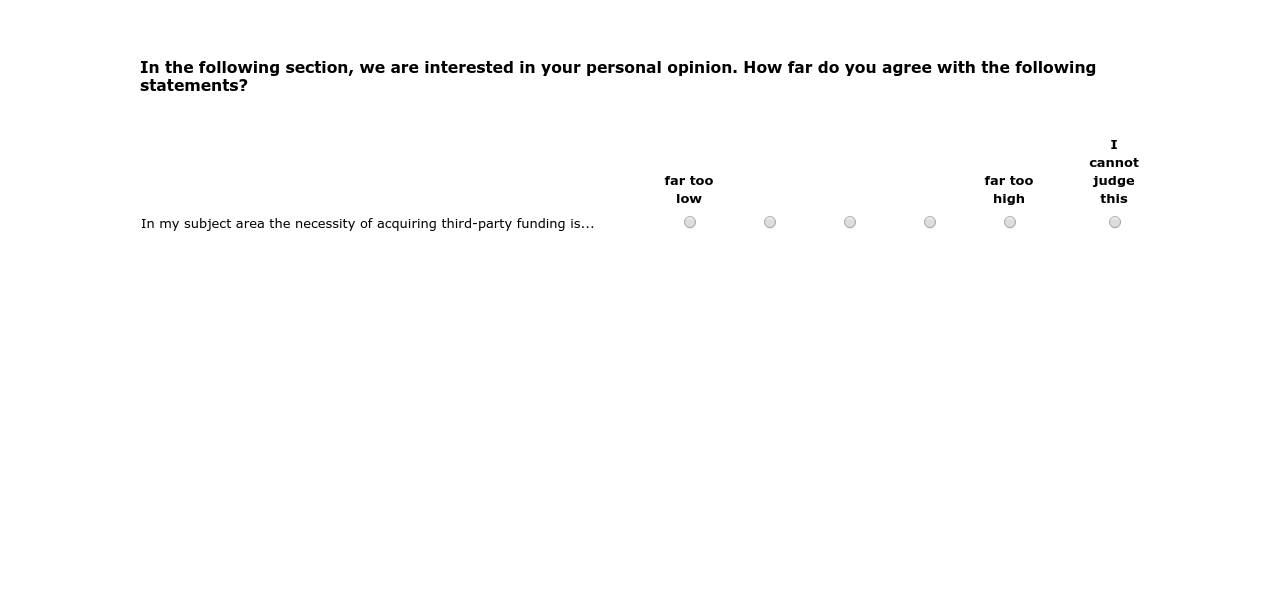 In the following section, we are interested in your personal opinion. How far do you agree with the following
statements?
I
cannot
judge
this
far too
low
far too
high
In my subject area the necessity of acquiring third-party funding is...